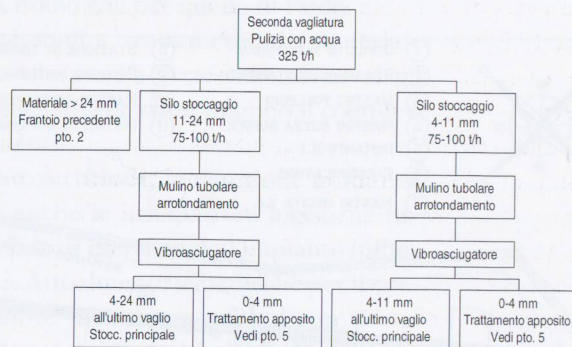 Seconda vagliatura
Pulizia con acqua
325 t/h
Materiale > 24 mm
Frantoio precedente
pto. 2
Silo stoccaggio
11-24 mm
75-100 t/h
Silo stoccaggio
4-11 mm
75-100 t/h
Mulino tubolare
arrotondamento
Mulino tubolare
arrotondamento
Vibroasciugatore
Vibroasciugatore
4-24 mm
all'ultimo vaglio
Stocc. principale
0-4 mm
Trattamento apposito
Vedi pto. 5
4-11 mm
all'ultimo vaglio
Stocc. principale
0-4 mm
Trattamento apposito
Vedi pto. 5